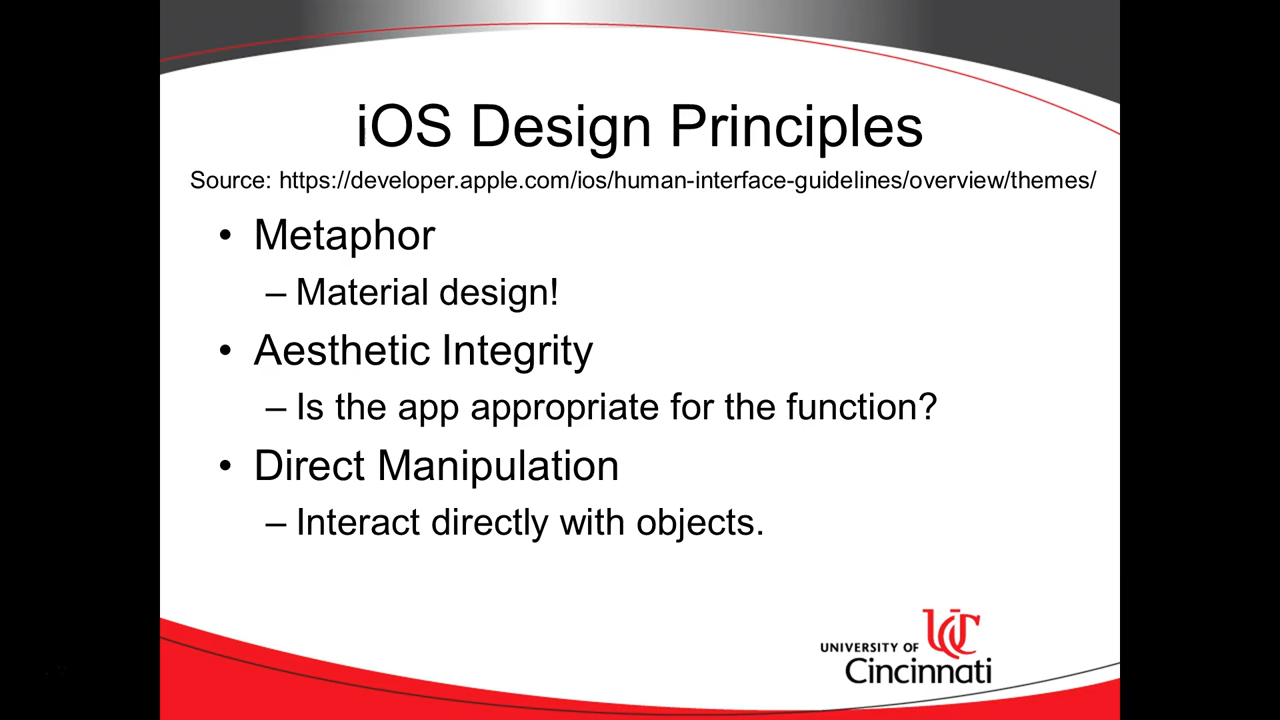 iOS Design Principles
Source: https://developer.apple.com/ios/human-interface-guidelines/overview/themes/
• Metaphor
– Material design!
• Aesthetic Integrity
– Is the app appropriate for the function?
• Direct Manipulation
– Interact directly with objects.
UC
UNIVERSITY OF
Cincinnati